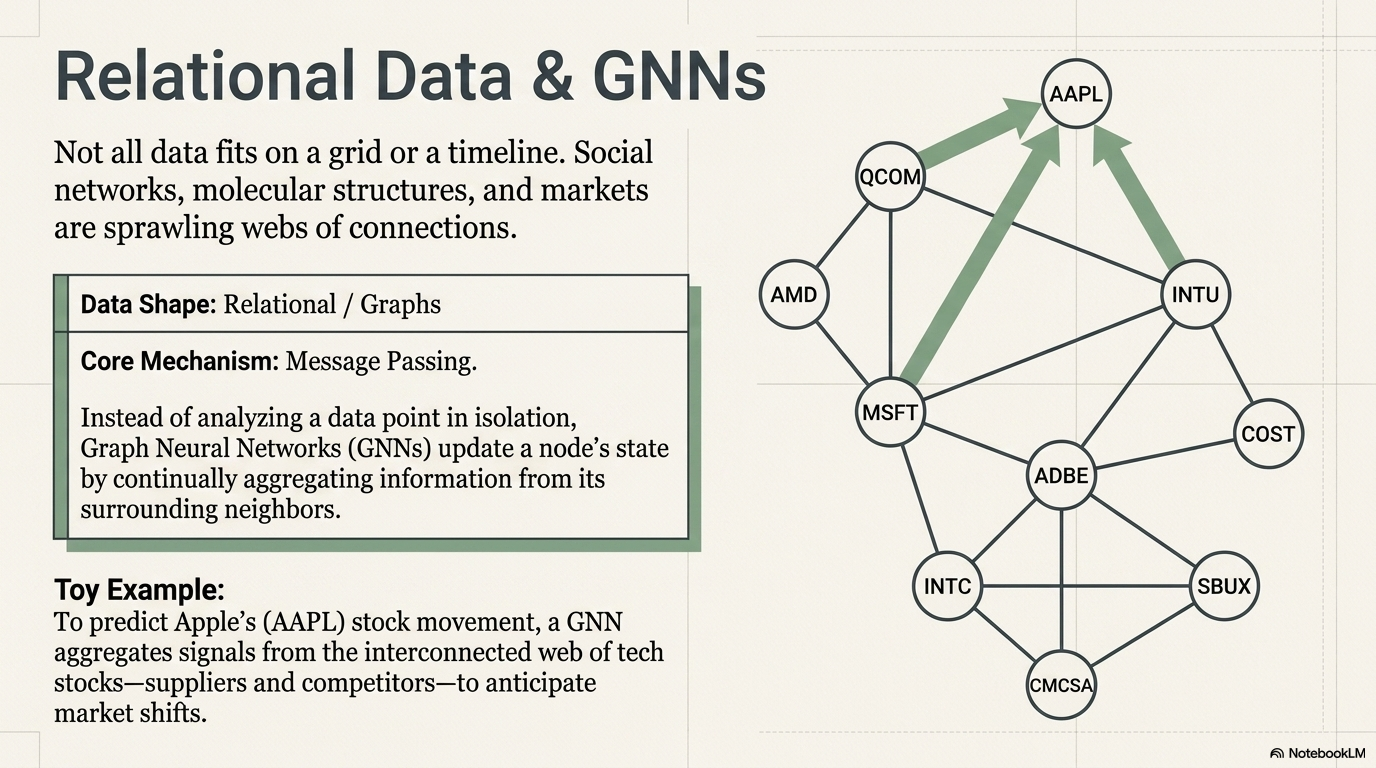 Relational Data & GNNs
Not all data fits on a grid or a timeline. Social
networks, molecular structures, and markets
are sprawling webs of connections.
Data Shape: Relational / Graphs
Core Mechanism: Message Passing.
Instead of analyzing a data point in isolation,
Graph Neural Networks (GNNs) update a node’s state
by continually aggregating information from its
surrounding neighbors.
Toy Example:
To predict Apple’s (AAPL) stock movement, a GNN
aggregates signals from the interconnected web of tech
stocks—suppliers and competitors—to anticipate
market shifts.
AAPL
QCOM
AMD
INTU
MSFT
COST
ADBE
INTC
SBUX
CMCSA
NotebookLM